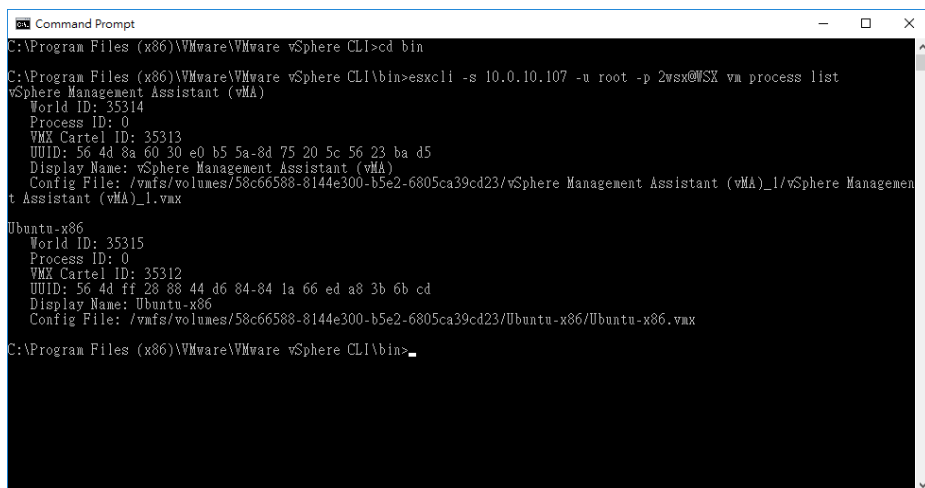 Command Prompt
C:\Program Files (x86)\VMware\VMware vSphere CLI>cd bin
C:\Program Files (x86)\VMware\VMware vSphere CLI\bin>esxcli -s 10.0.10.107 -u root -p 2wsx@WSX vm process list
vSphere Management Assistant (vMA)
World ID: 35314
Process ID: 0
VMX Cartel ID: 35313
UUID: 56 4d 8a 60 30 e0 b5 5a-8d 75 20 5c 56 23 ba d5
Display Name: vSphere Management Assistant (vMA)
Config File: /vmfs/volumes/58c66588-8144e300-b5e2-6805ca39cd23/vSphere Management Assistant (vMA)_1/vSphere Managemen
t Assistant (vMA)_1.vmx
Ubuntu-x86
World ID: 35315
Process ID: 0
VMX Cartel ID: 35312
UUID: 56 4d ff 28 88 44 d6 84-84 1a 66 ed a8 3b 6b cd
Display Name: Ubuntu-x86
Config File: /vmfs/volumes/58c66588-8144e300-b5e2-6805ca39cd23/Ubuntu-x86/Ubuntu-x86.vmx
C:\Program Files (x86)\VMware\VMware vSphere CLI\bin>